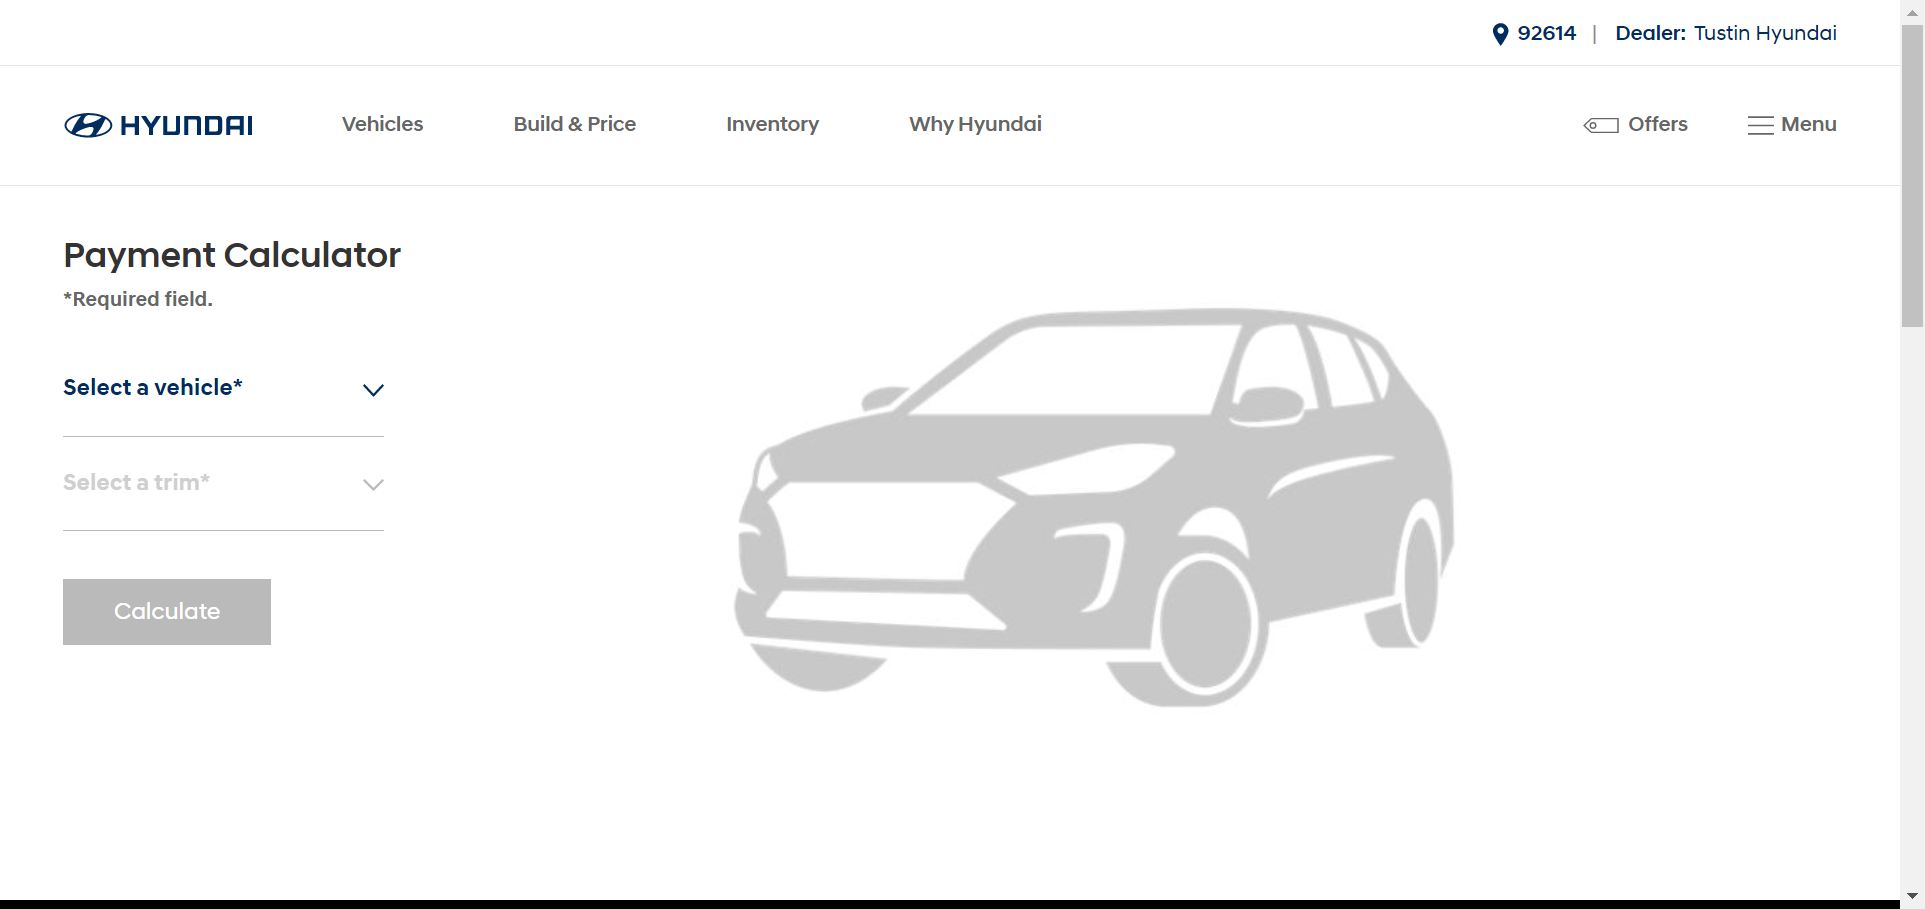 92614 | Dealer: Tustin Hyundai
HYUNDAI Vehicles Build & Price Inventory Why Hyundai Offers Menu
Payment Calculator
*Required field.
Select a vehicle*
Select a trim*
Calculate